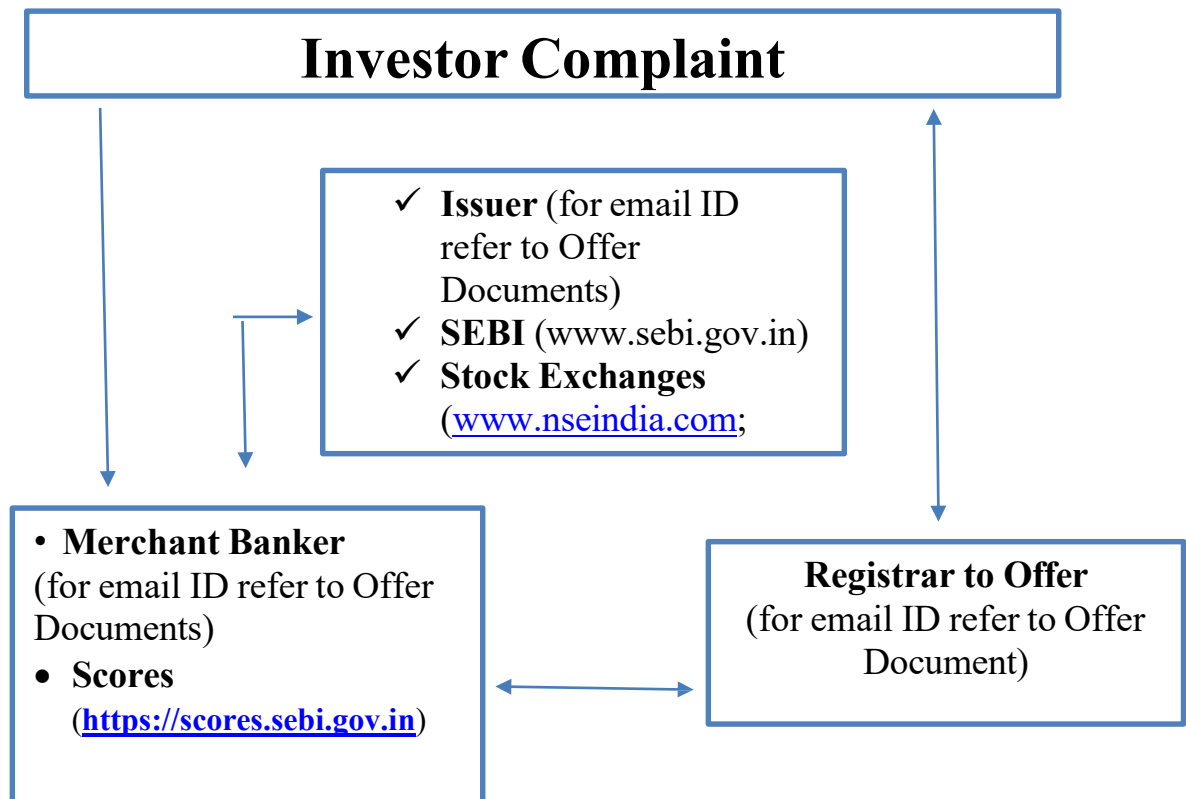 Investor Complaint
✓ Issuer (for email ID
refer to Offer
Documents)
✓ SEBI (www.sebi.gov.in)
✓ Stock Exchanges
(www.nseindia.com;
• Merchant Banker
(for email ID refer to Offer
Documents)
• Scores
(https://scores.sebi.gov.in)
Registrar to Offer
(for email ID refer to Offer
Document)